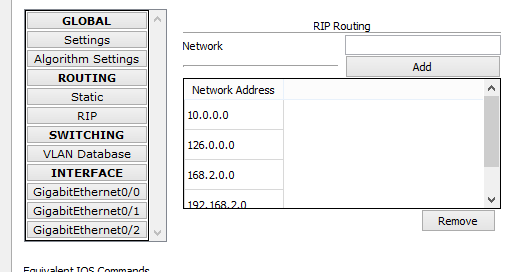 GLOBAL
Settings
Algorithm Settings
ROUTING
Static
RIP
SWITCHING
VLAN Database
INTERFACE
GigabitEthernet0/0
GigabitEthernet0/1
GigabitEthernet0/2
RIP Routing
Network
Add
Network Address
10.0.0.0
126.0.0.0
168.2.0.0
192.168.2.0
Remove
Equivalent IOS Commands